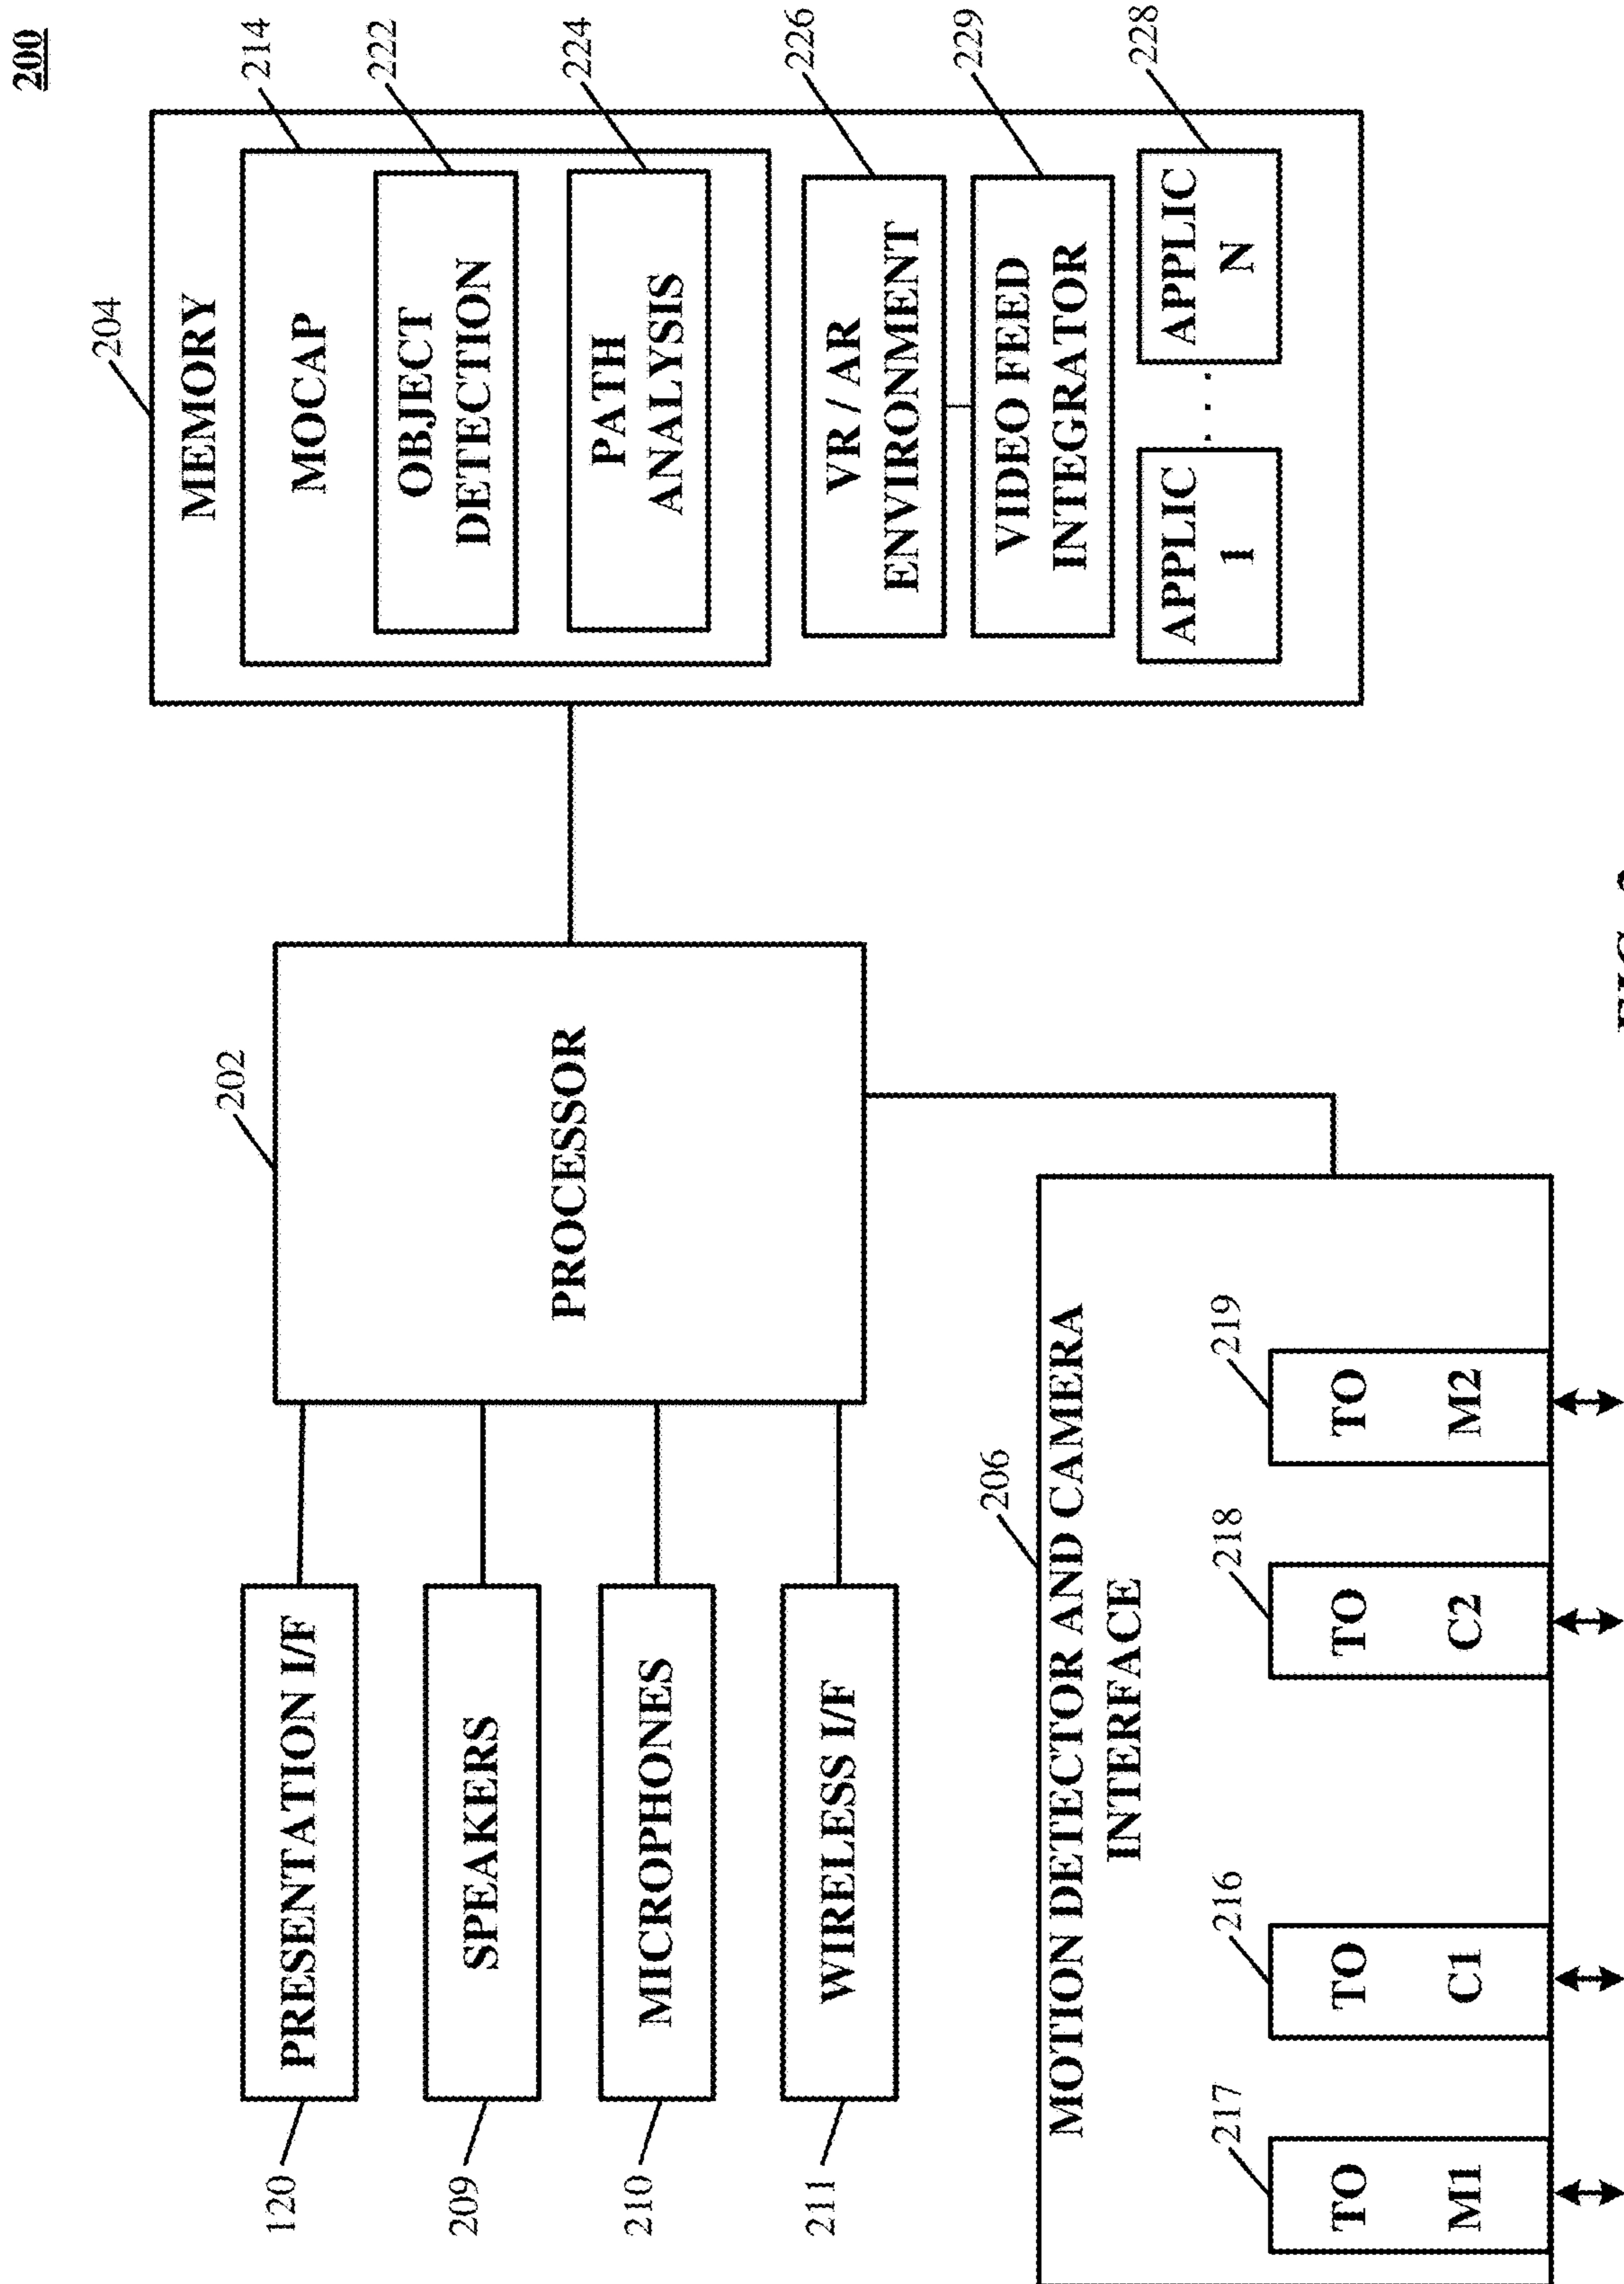 200
120
PRESENTATION I/F
209
SPEAKERS
210
MICROPHONES
211
WIRELESS I/F
202
PROCESSOR
204
MEMORY
214
MOCAP
222
OBJECT
DETECTION
224
PATH
ANALYSIS
226
VR / AR
ENVIRONMENT
229
VIDEO FEED
INTEGRATOR
228
APPLIC
1
. . .
APPLIC
N
206
MOTION DETECTOR AND CAMERA
INTERFACE
217
TO
M1
216
TO
C1
218
TO
C2
219
TO
M2